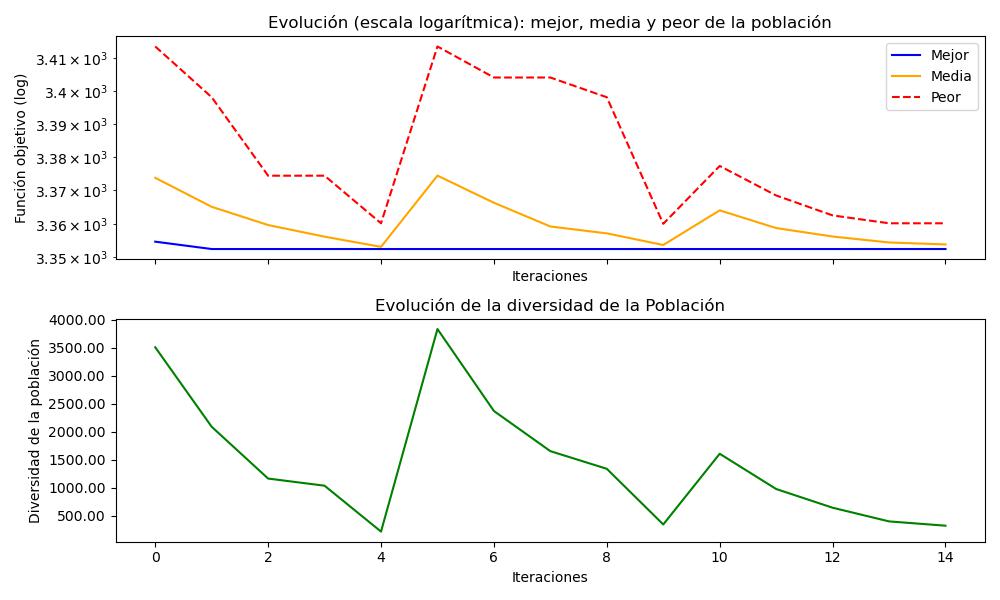 Evolución (escala logarítmica): mejor, media y peor de la población
Función objetivo (log)
3.41 × 10³
3.4 × 10³
3.39 × 10³
3.38 × 10³
3.37 × 10³
3.36 × 10³
3.35 × 10³
Mejor
Media
Peor
Iteraciones
Evolución de la diversidad de la Población
Diversidad de la población
4000.00
3500.00
3000.00
2500.00
2000.00
1500.00
1000.00
500.00
0 2 4 6 8 10 12 14
Iteraciones